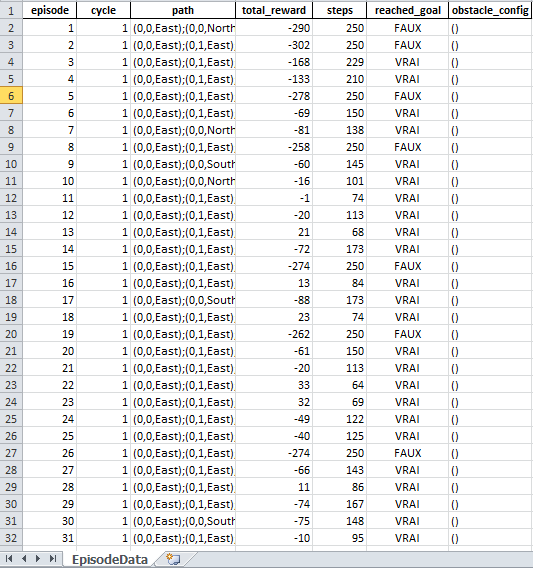 1 episode cycle path total_reward steps reached_goal obstacle_config
2 1 1 (0,0,East);(0,0,North -290 250 FAUX ()
3 2 1 (0,0,East);(0,1,East), -302 250 FAUX ()
4 3 1 (0,0,East);(0,1,East), -168 229 VRAI ()
5 4 1 (0,0,East);(0,1,East), -133 210 VRAI ()
6 5 1 (0,0,East);(0,1,East), -278 250 FAUX ()
7 6 1 (0,0,East);(0,1,East), -69 150 VRAI ()
8 7 1 (0,0,East);(0,0,North -81 138 VRAI ()
9 8 1 (0,0,East);(0,1,East), -258 250 FAUX ()
10 9 1 (0,0,East);(0,0,South -60 145 VRAI ()
11 10 1 (0,0,East);(0,0,North -16 101 VRAI ()
12 11 1 (0,0,East);(0,1,East), -1 74 VRAI ()
13 12 1 (0,0,East);(0,1,East), -20 113 VRAI ()
14 13 1 (0,0,East);(0,1,East), 21 68 VRAI ()
15 14 1 (0,0,East);(0,1,East), -72 173 VRAI ()
16 15 1 (0,0,East);(0,1,East), -274 250 FAUX ()
17 16 1 (0,0,East);(0,1,East), 13 84 VRAI ()
18 17 1 (0,0,East);(0,0,South -88 173 VRAI ()
19 18 1 (0,0,East);(0,1,East), 23 74 VRAI ()
20 19 1 (0,0,East);(0,1,East), -262 250 FAUX ()
21 20 1 (0,0,East);(0,1,East), -61 150 VRAI ()
22 21 1 (0,0,East);(0,1,East), -20 113 VRAI ()
23 22 1 (0,0,East);(0,1,East), 33 64 VRAI ()
24 23 1 (0,0,East);(0,1,East), 32 69 VRAI ()
25 24 1 (0,0,East);(0,1,East), -49 122 VRAI ()
26 25 1 (0,0,East);(0,1,East), -40 125 VRAI ()
27 26 1 (0,0,East);(0,1,East), -274 250 FAUX ()
28 27 1 (0,0,East);(0,1,East), -66 143 VRAI ()
29 28 1 (0,0,East);(0,1,East), 11 86 VRAI ()
30 29 1 (0,0,East);(0,1,East), -74 167 VRAI ()
31 30 1 (0,0,East);(0,0,South -75 148 VRAI ()
32 31 1 (0,0,East);(0,1,East), -10 95 VRAI ()
EpisodeData